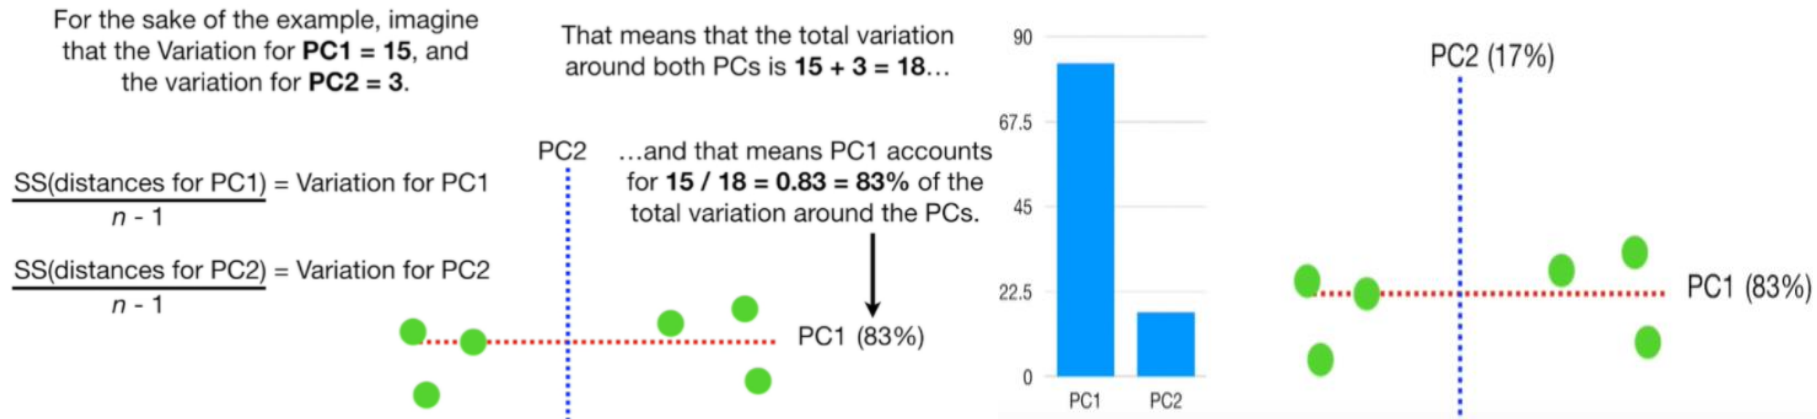 For the sake of the example, imagine
that the Variation for PC1 = 15, and
the variation for PC2 = 3.
SS(distances for PC1) = Variation for PC1
n - 1
SS(distances for PC2) = Variation for PC2
n - 1
That means that the total variation
around both PCs is 15 + 3 = 18…
PC2
…and that means PC1 accounts
for 15 / 18 = 0.83 = 83% of the
total variation around the PCs.
PC1 (83%)
90
67.5
45
22.5
0
PC1 PC2
PC2 (17%)
PC1 (83%)